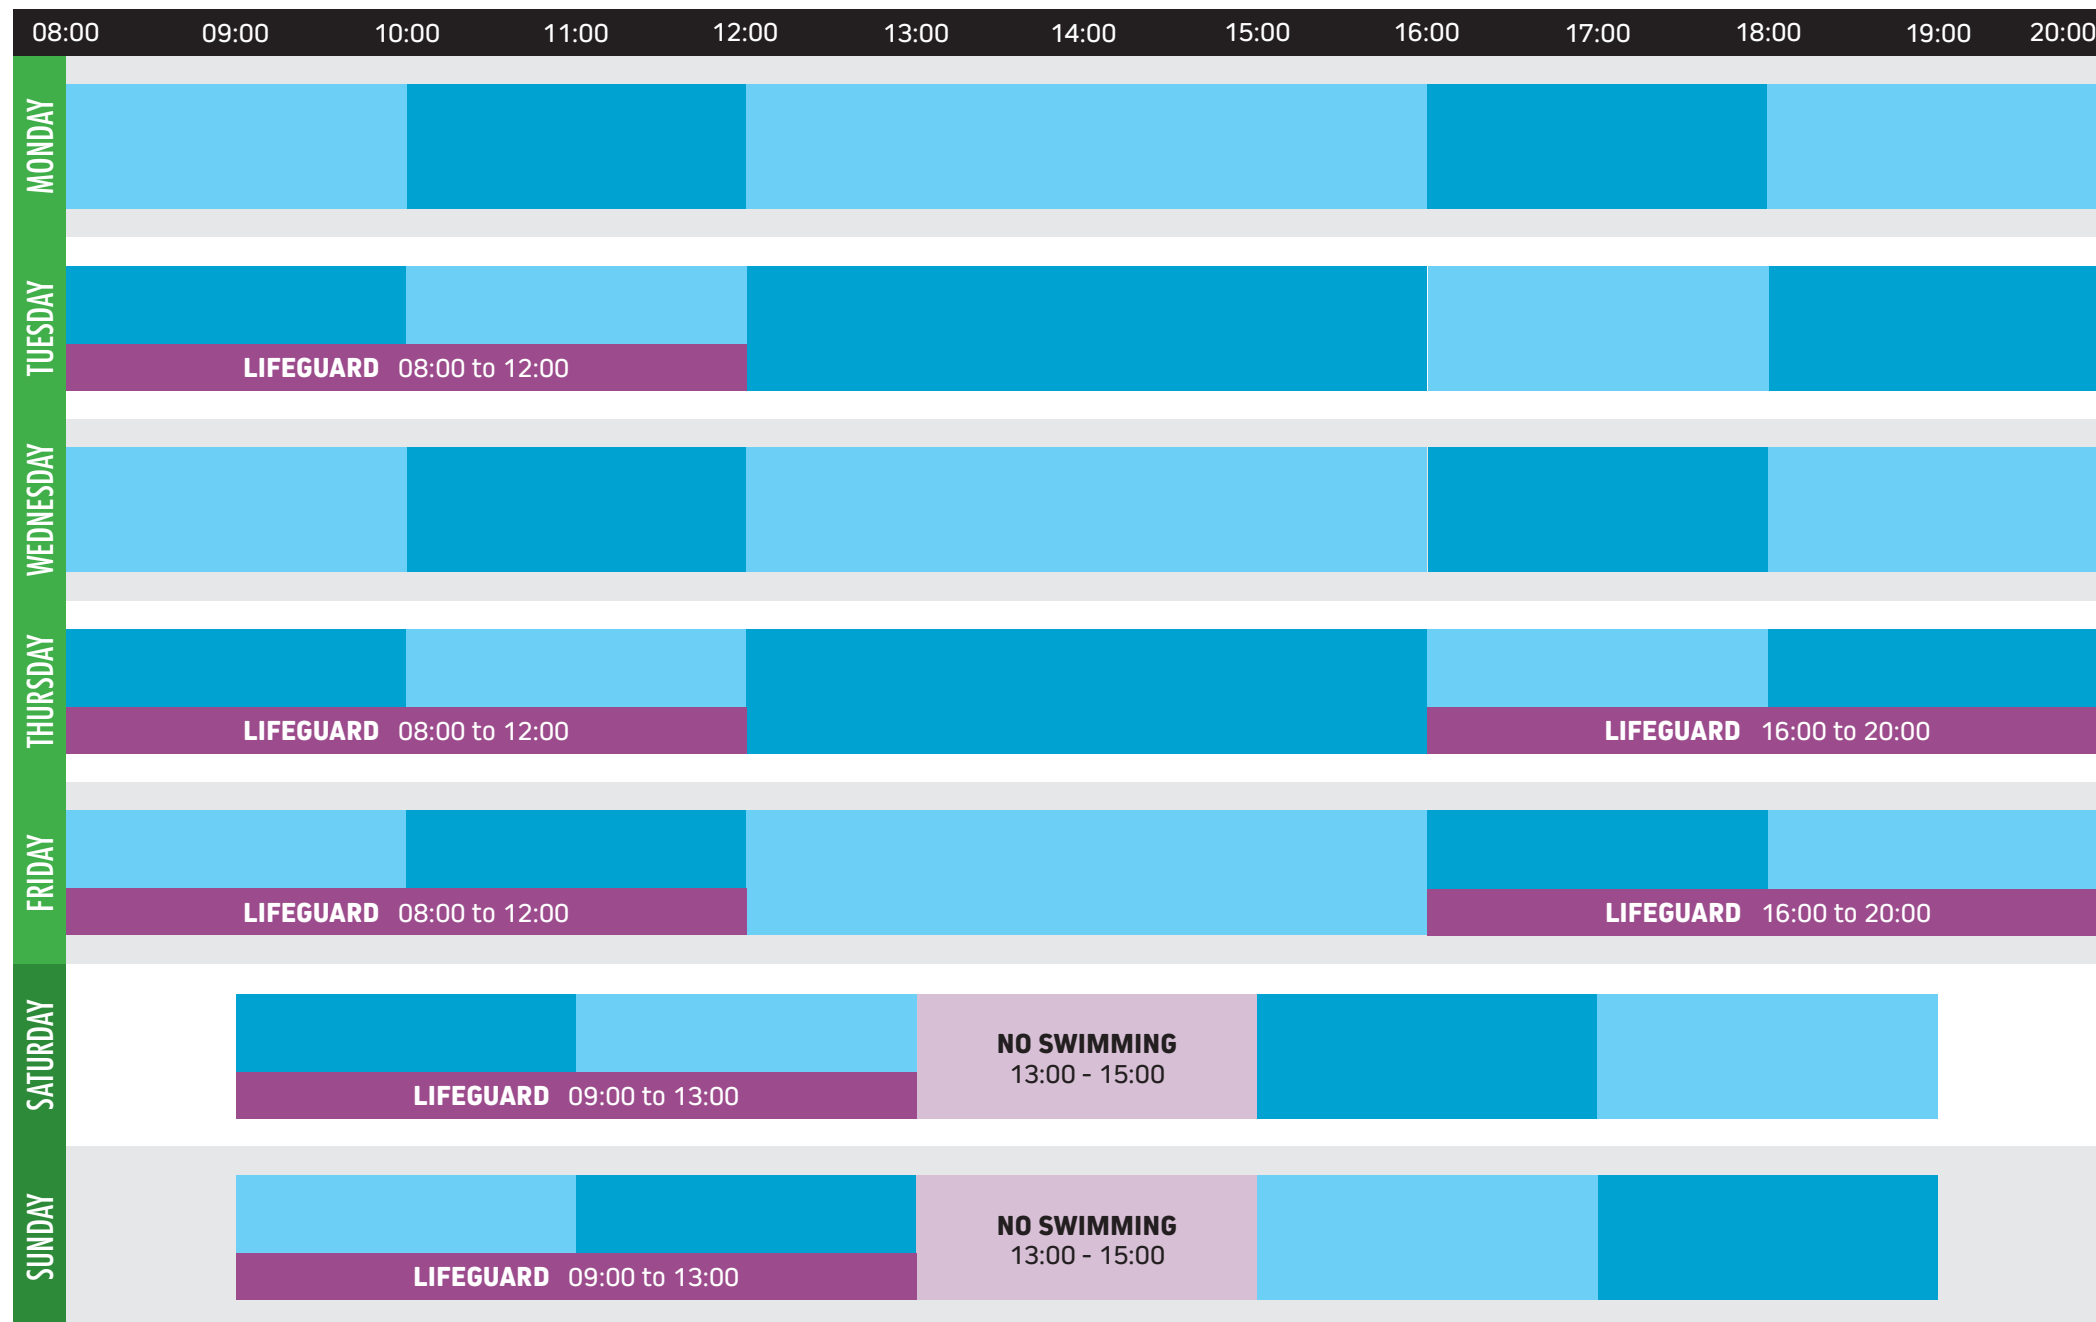 08:00 09:00 10:00 11:00 12:00 13:00 14:00 15:00 16:00 17:00 18:00 19:00 20:00
MONDAY
TUESDAY
LIFEGUARD 08:00 to 12:00
WEDNESDAY
THURSDAY
LIFEGUARD 08:00 to 12:00
LIFEGUARD 16:00 to 20:00
FRIDAY
LIFEGUARD 08:00 to 12:00
LIFEGUARD 16:00 to 20:00
SATURDAY
LIFEGUARD 09:00 to 13:00
NO SWIMMING
13:00 - 15:00
SUNDAY
LIFEGUARD 09:00 to 13:00
NO SWIMMING
13:00 - 15:00